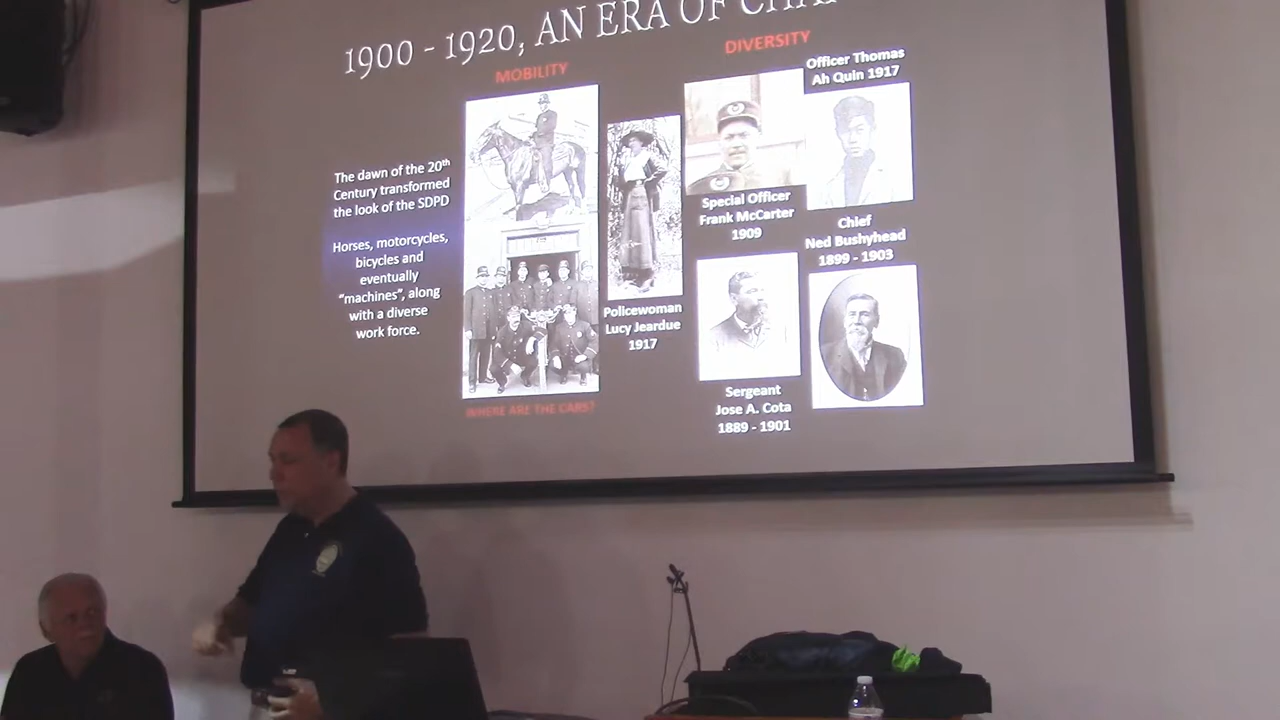 1900 - 1920, AN ERA OF
MOBILITY
DIVERSITY
The dawn of the 20th
Century transformed
the look of the SDPD
Horses, motorcycles,
bicycles and
eventually
"machines", along
with a diverse
work force.
WHERE ARE THE CARS?
Policewoman
Lucy Jeardue
1917
Special Officer
Frank McCarter
1909
Officer Thomas
Ah Quin 1917
Sergeant
Jose A. Cota
1889 - 1901
Chief
Ned Bushyhead
1899 - 1903